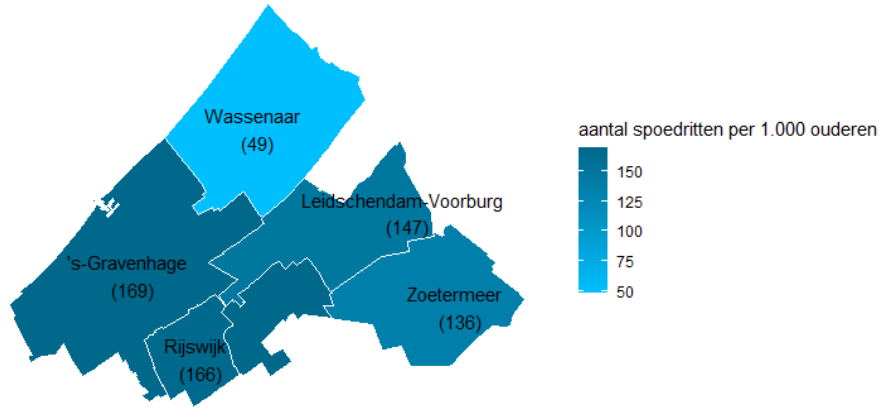 Wassenaar
(49)
aantal spoedritten per 1.000 ouderen
150
125
100
75
50
Leidschendam-Voorburg
(147)
's-Gravenhage
(169)
Zoetermeer
(136)
Rijswijk
(166)